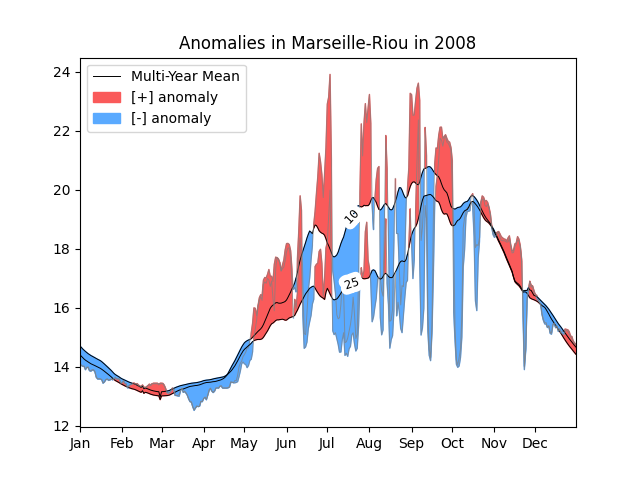 Anomalies in Marseille-Riou in 2008
Multi-Year Mean
[+] anomaly
[-] anomaly
24
22
20
18
16
14
12
10
25
Jan Feb Mar Apr May Jun Jul Aug Sep Oct Nov Dec